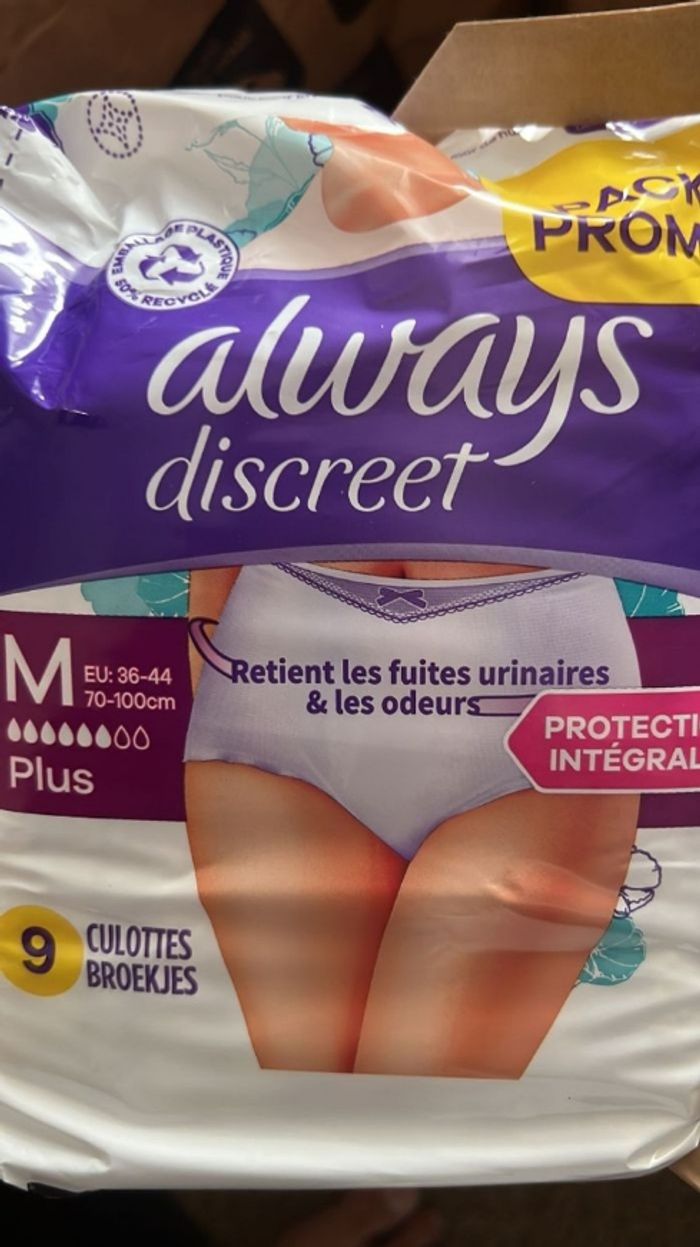 EMBALLAGE PLASTIQUE
50% RECYCLÉ
PACK
PROM
always
discreet
M
EU: 36-44
70-100cm
Plus
Retient les fuites urinaires
& les odeurs
PROTECTI
INTÉGRAL
9
CULOTTES
BROEKJES